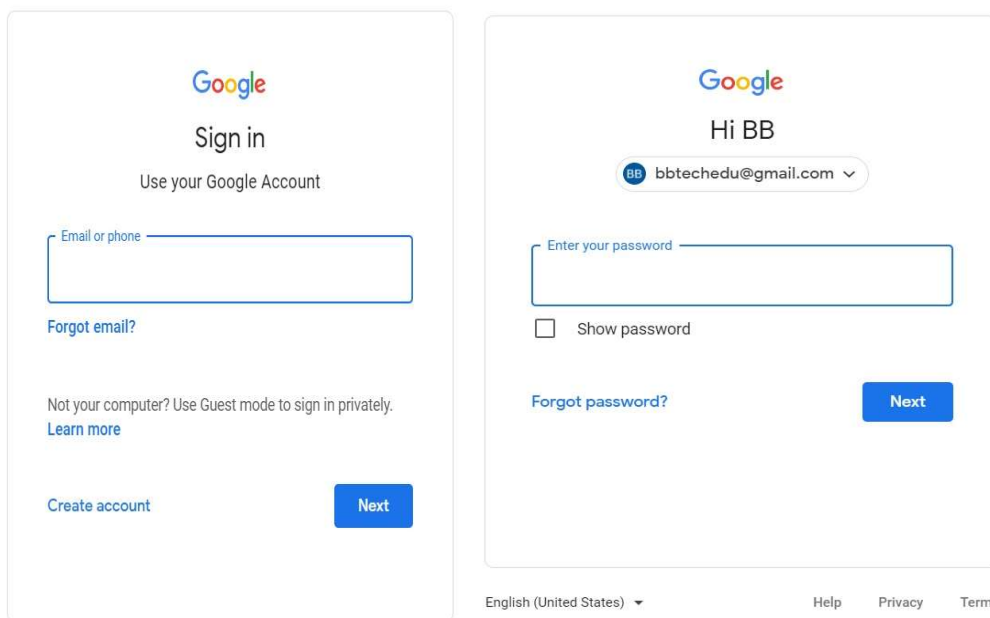 Google
Sign in
Use your Google Account
Email or phone
Forgot email?
Not your computer? Use Guest mode to sign in privately.
Learn more
Create account
Next
Google
Hi BB
BB bbtechedu@gmail.com
Enter your password
Show password
Forgot password?
Next
English (United States)
Help Privacy Term